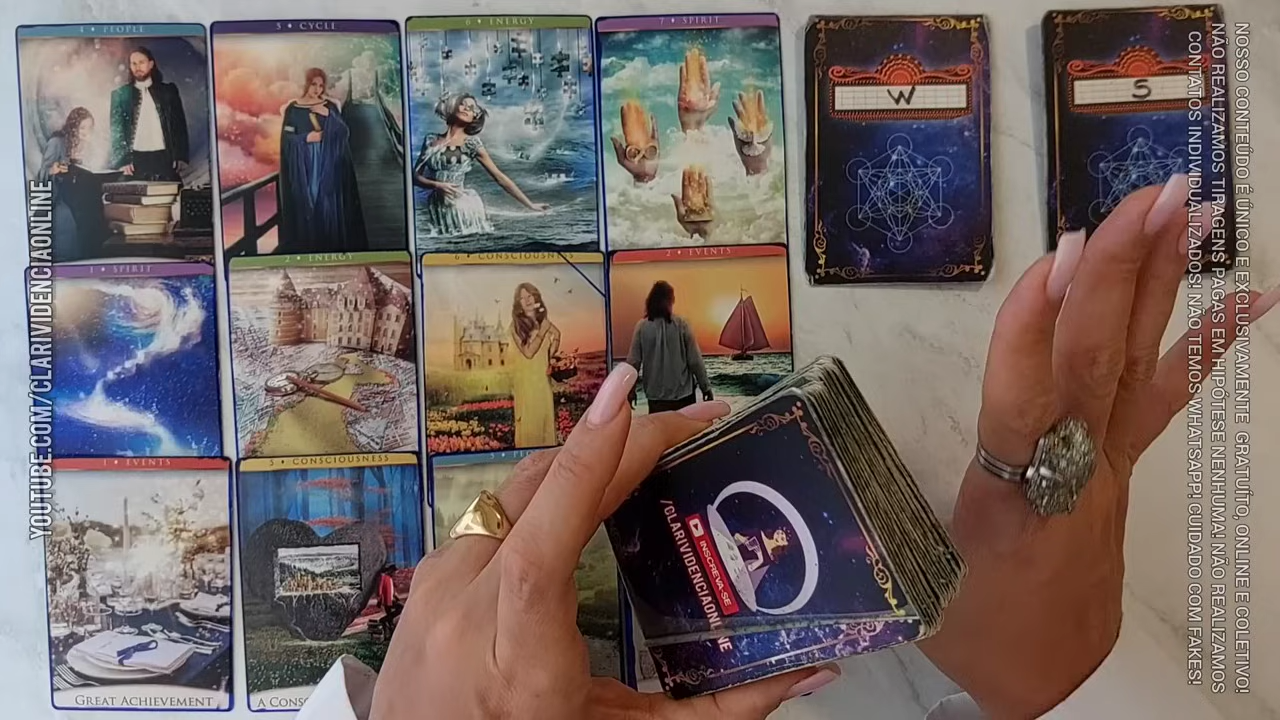 4 • PEOPLE
5 • CYCLE
6 • ENERGY
7 • SPIRIT
W
S
1 • SPIRIT
2 • ENERGY
6 • CONSCIOUSNESS
2 • EVENTS
1 • EVENTS
5 • CONSCIOUSNESS
GREAT ACHIEVEMENT
A CONSC
INSCREVA-SE
/CLARIVIDENCIAONLINE
YOUTUBE.COM/CLARIVIDENCIAONLINE
NOSSO CONTEÚDO É ÚNICO E EXCLUSIVAMENTE GRATUÍTO, ONLINE E COLETIVO!
NÃO REALIZAMOS TIRAGENS PAGAS EM HIPÓTESE NENHUMA! NÃO REALIZAMOS
CONTATOS INDIVIDUALIZADOS! NÃO TEMOS WHATSAPP! CUIDADO COM FAKES!